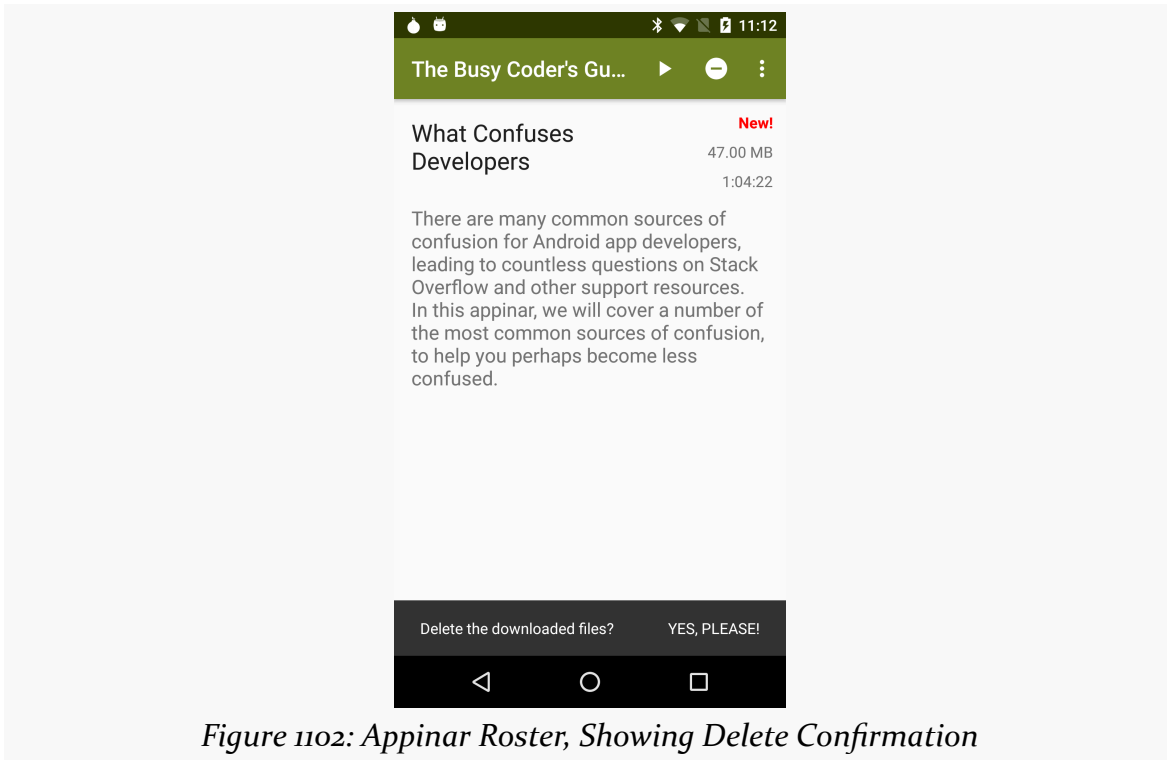 11:12
The Busy Coder's Gu...
What Confuses
Developers
New!
47.00 MB
1:04:22
There are many common sources of
confusion for Android app developers,
leading to countless questions on Stack
Overflow and other support resources.
In this appinar, we will cover a number of
the most common sources of confusion,
to help you perhaps become less
confused.
Delete the downloaded files? YES, PLEASE!
Figure 1102: Appinar Roster, Showing Delete Confirmation